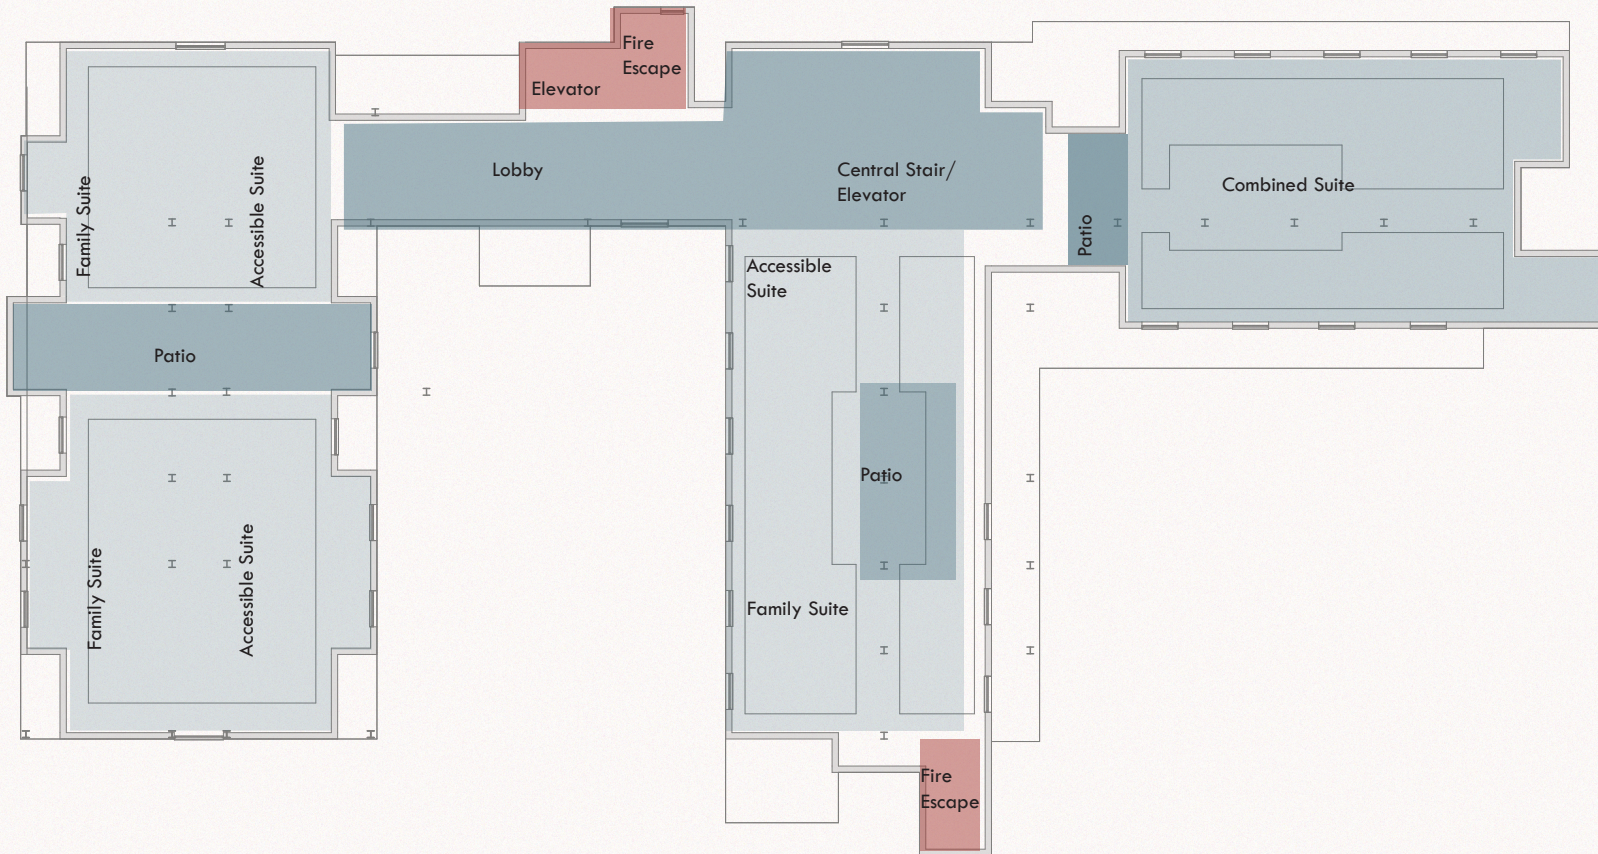 Fire
Escape
Elevator
Lobby
Central Stair/
Elevator
Family Suite
Accessible Suite
Patio
Combined Suite
Accessible
Suite
Patio
Patio
Family Suite
Accessible Suite
Family Suite
Fire
Escape